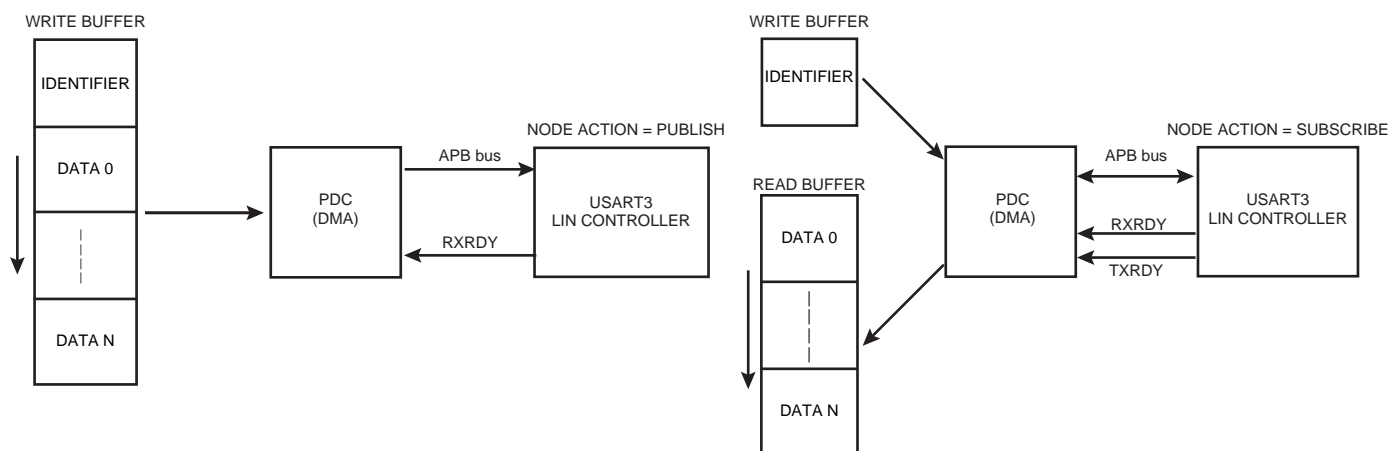 WRITE BUFFER
IDENTIFIER
DATA 0
DATA N
PDC
(DMA)
APB bus
RXRDY
NODE ACTION = PUBLISH
USART3
LIN CONTROLLER
WRITE BUFFER
IDENTIFIER
READ BUFFER
DATA 0
DATA N
PDC
(DMA)
APB bus
RXRDY
TXRDY
NODE ACTION = SUBSCRIBE
USART3
LIN CONTROLLER